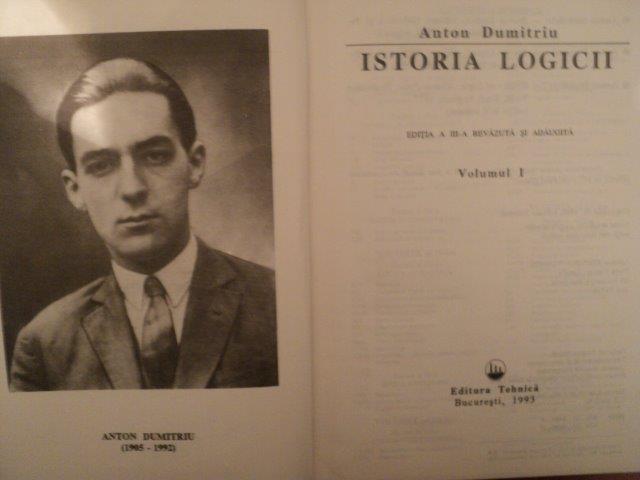 ANTON DUMITRIU
(1905 - 1992)
Anton Dumitriu
ISTORIA LOGICII
EDIȚIA A III-A REVĂZUTĂ ȘI ADĂUGITĂ
Volumul I
Editura Tehnică
București, 1993